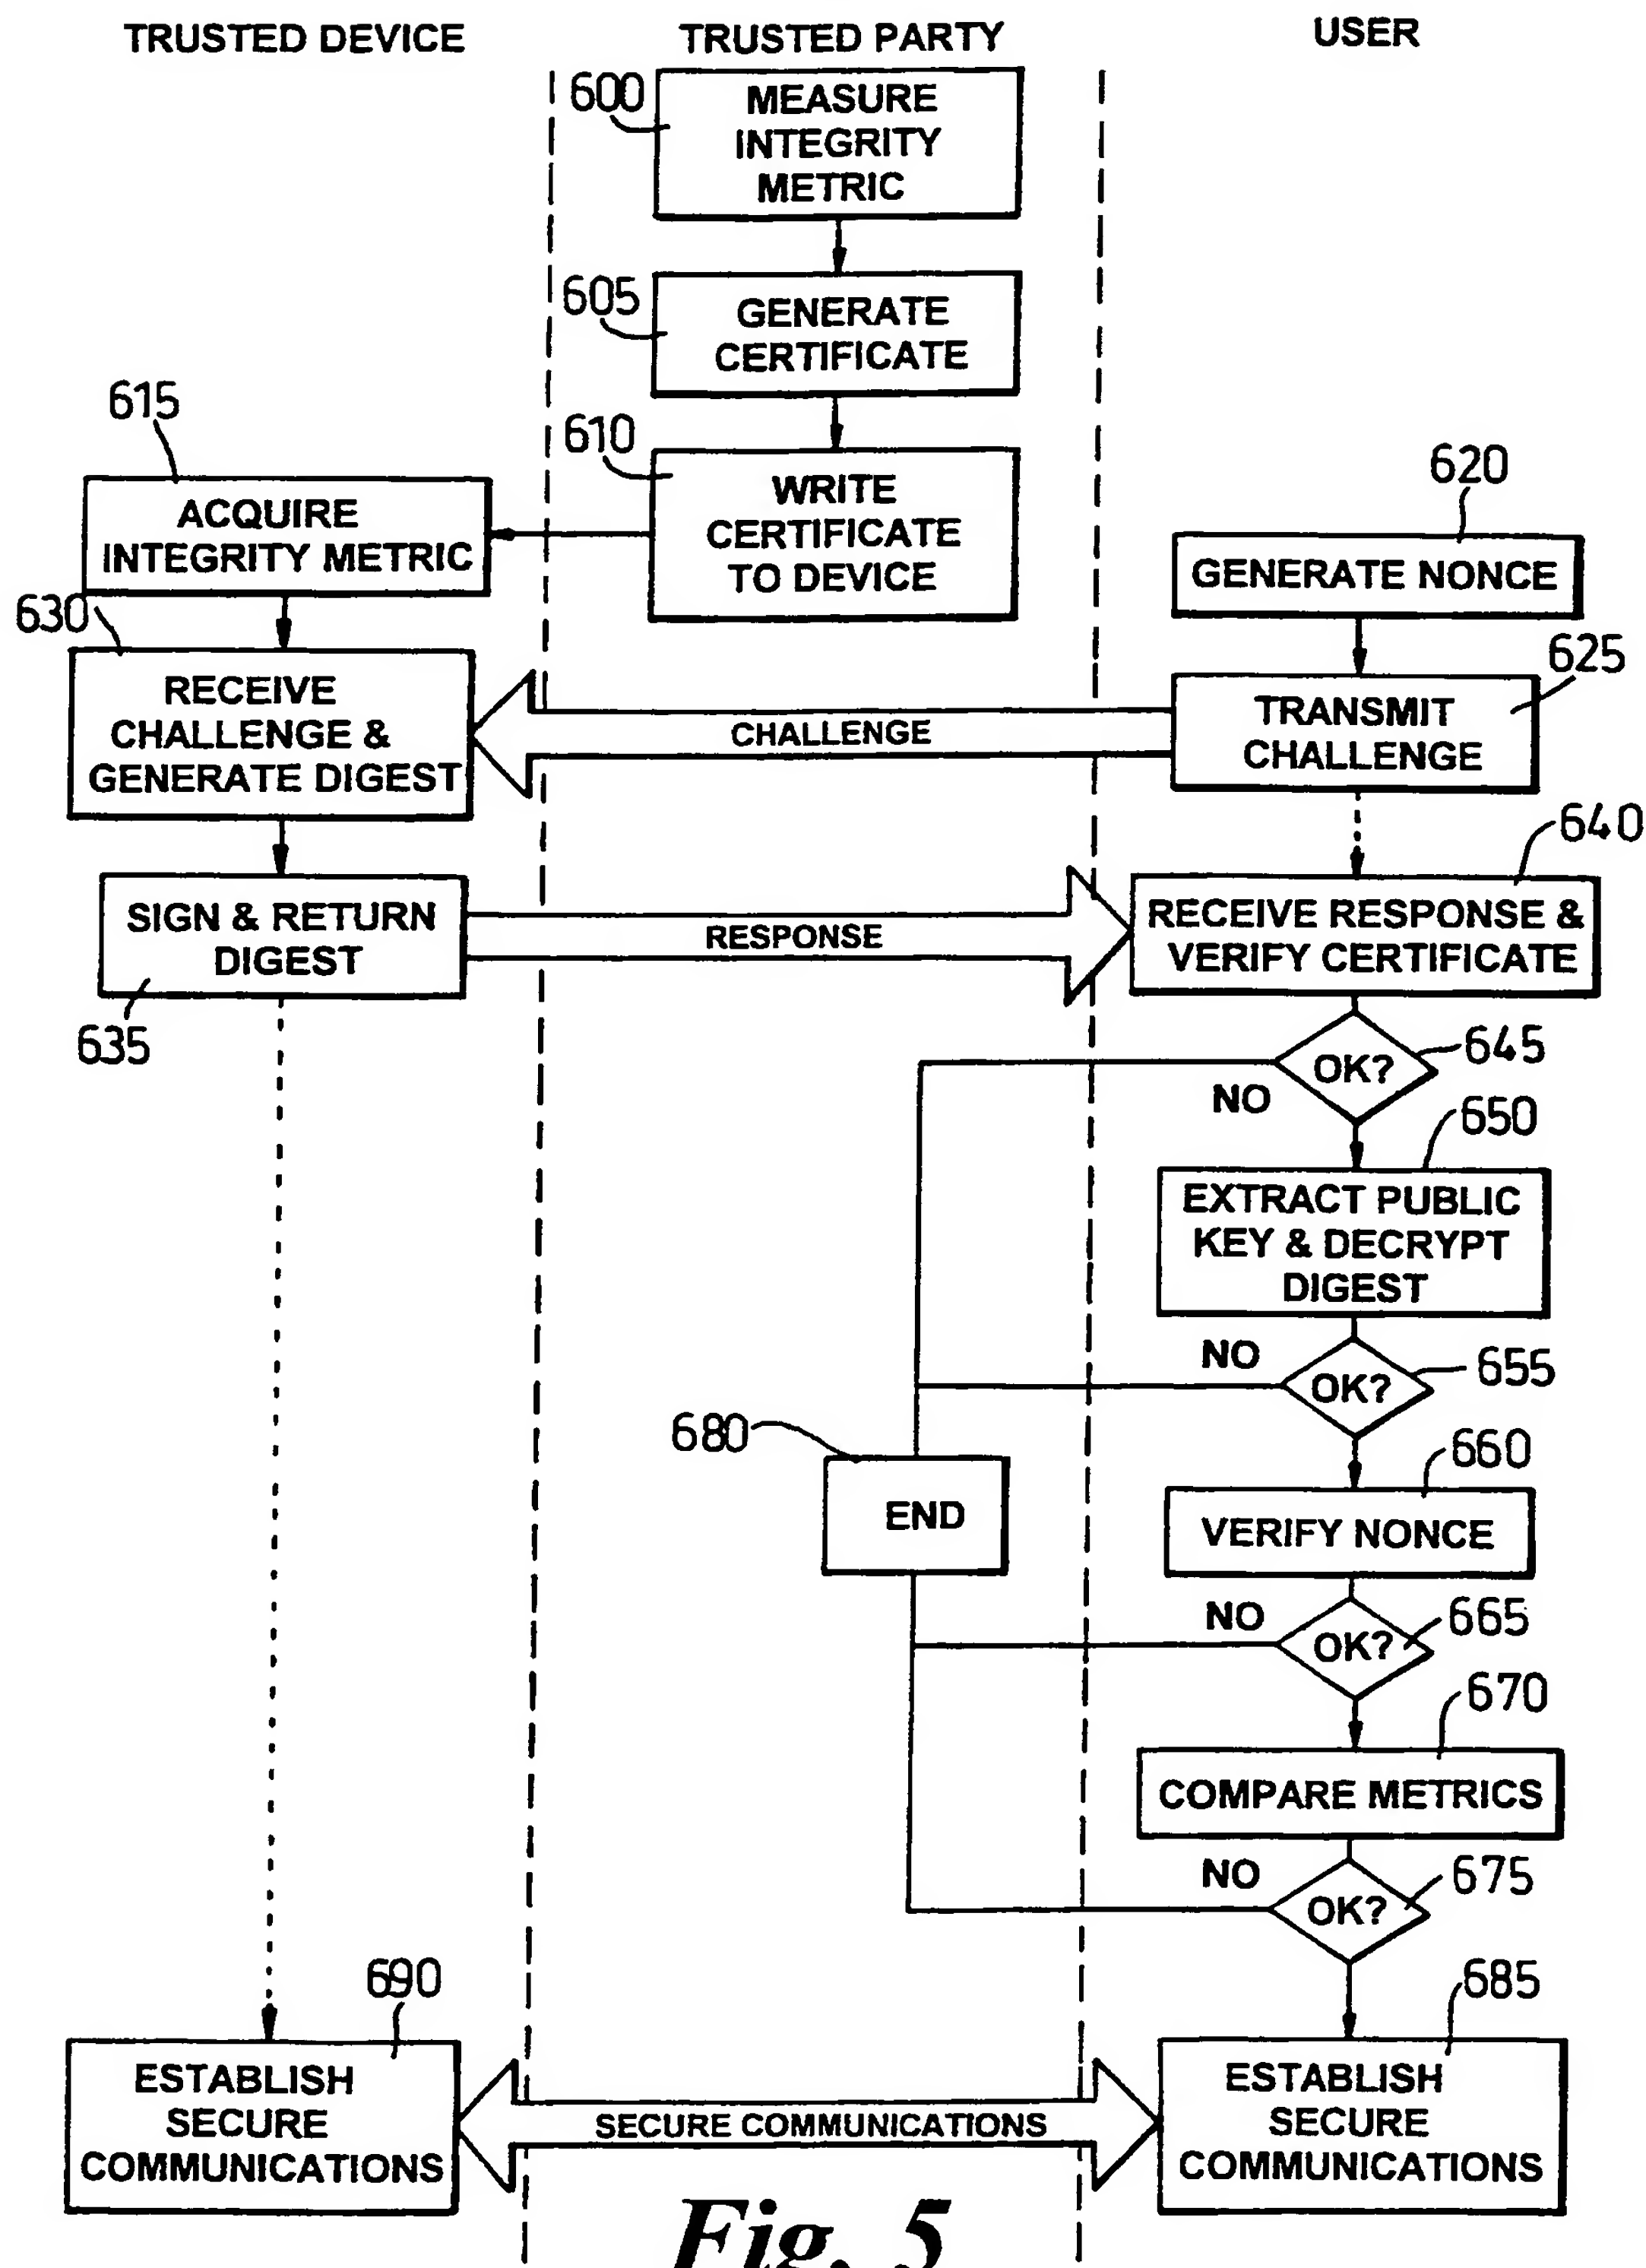 TRUSTED DEVICE
TRUSTED PARTY
USER
600
MEASURE
INTEGRITY
METRIC
605
GENERATE
CERTIFICATE
615
610
WRITE
CERTIFICATE
TO DEVICE
ACQUIRE
INTEGRITY METRIC
620
GENERATE NONCE
630
RECEIVE
CHALLENGE &
GENERATE DIGEST
CHALLENGE
625
TRANSMIT
CHALLENGE
640
SIGN & RETURN
DIGEST
635
RESPONSE
RECEIVE RESPONSE &
VERIFY CERTIFICATE
OK?
645
NO
650
EXTRACT PUBLIC
KEY & DECRYPT
DIGEST
NO
OK?
655
680
END
660
VERIFY NONCE
NO
OK?
665
670
COMPARE METRICS
NO
OK?
675
690
685
ESTABLISH
SECURE
COMMUNICATIONS
SECURE COMMUNICATIONS
ESTABLISH
SECURE
COMMUNICATIONS
Fig. 5